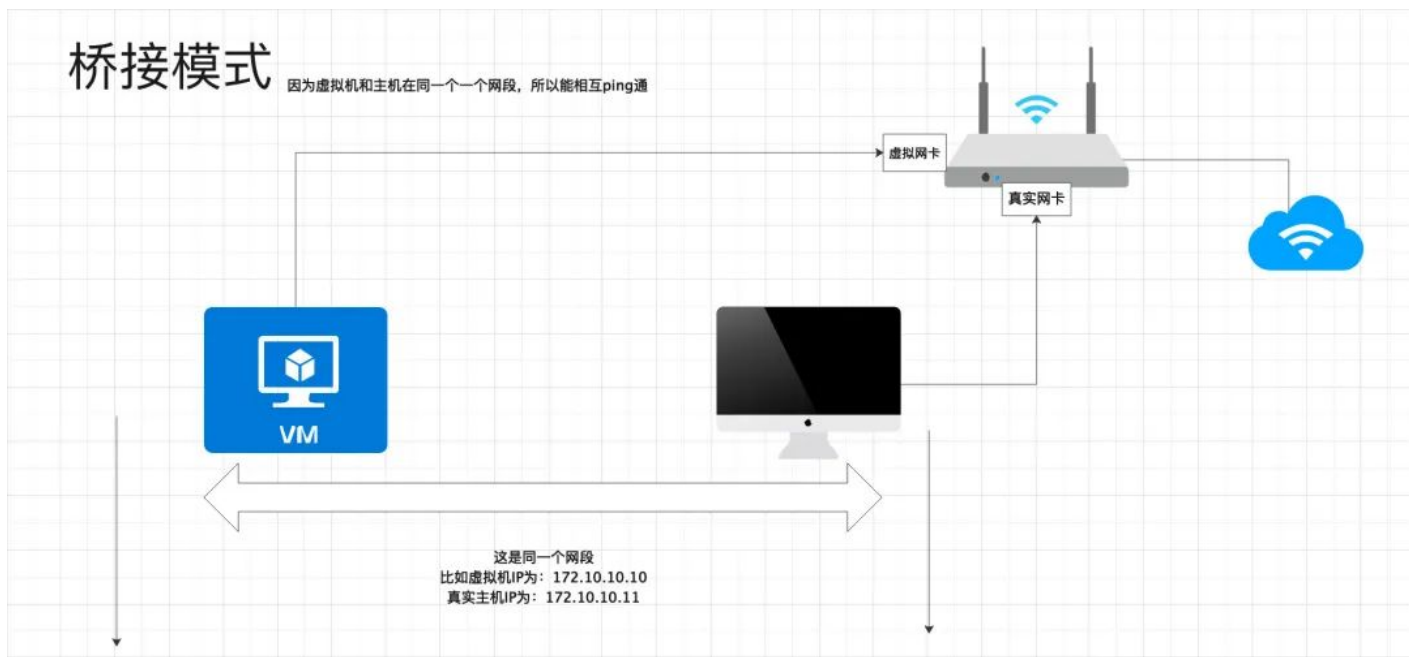 桥接模式
因为虚拟机和主机在同一个一个网段，所以能相互ping通
虚拟网卡
真实网卡
VM
这是同一个网段
比如虚拟机IP为：172.10.10.10
真实主机IP为：172.10.10.11